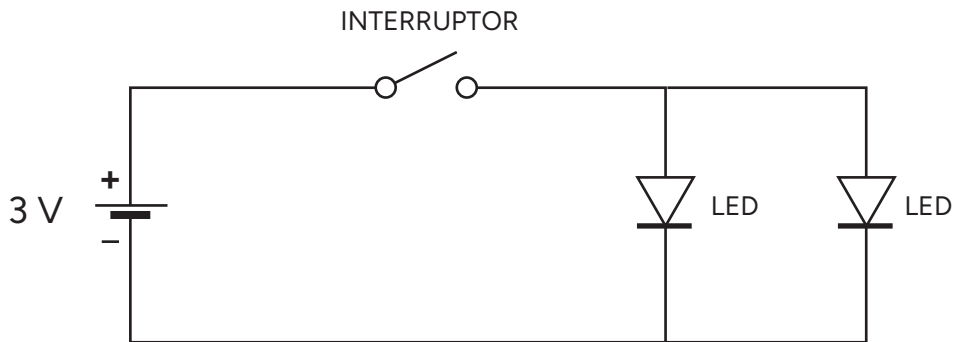 INTERRUPTOR
+
3 V
–
LED
LED